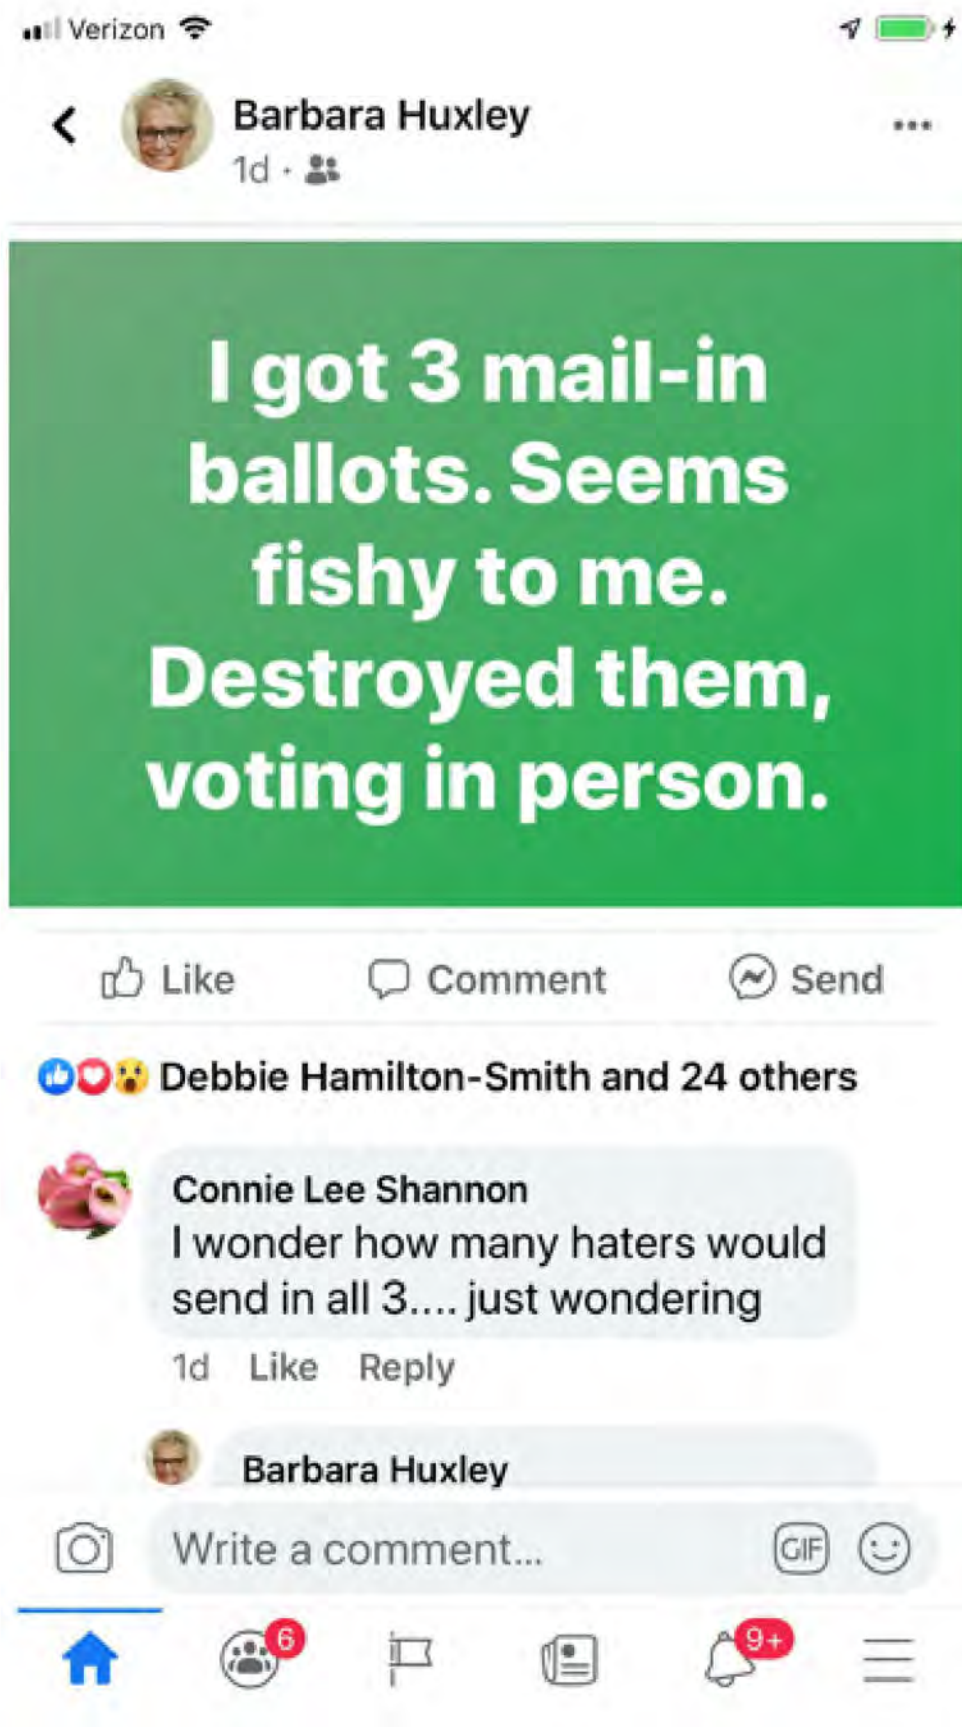 Verizon
Barbara Huxley
1d ·
I got 3 mail-in
ballots. Seems
fishy to me.
Destroyed them,
voting in person.
Like Comment Send
Debbie Hamilton-Smith and 24 others
Connie Lee Shannon
I wonder how many haters would
send in all 3.... just wondering
1d Like Reply
Barbara Huxley
Write a comment... GIF
6 9+